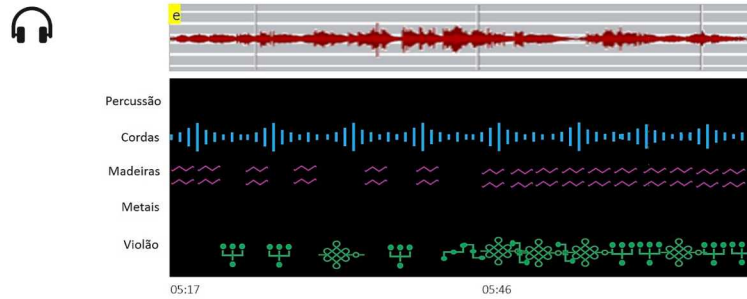 e
Percussão
Cordas
Madeiras
Metais
Violão
05:17 05:46